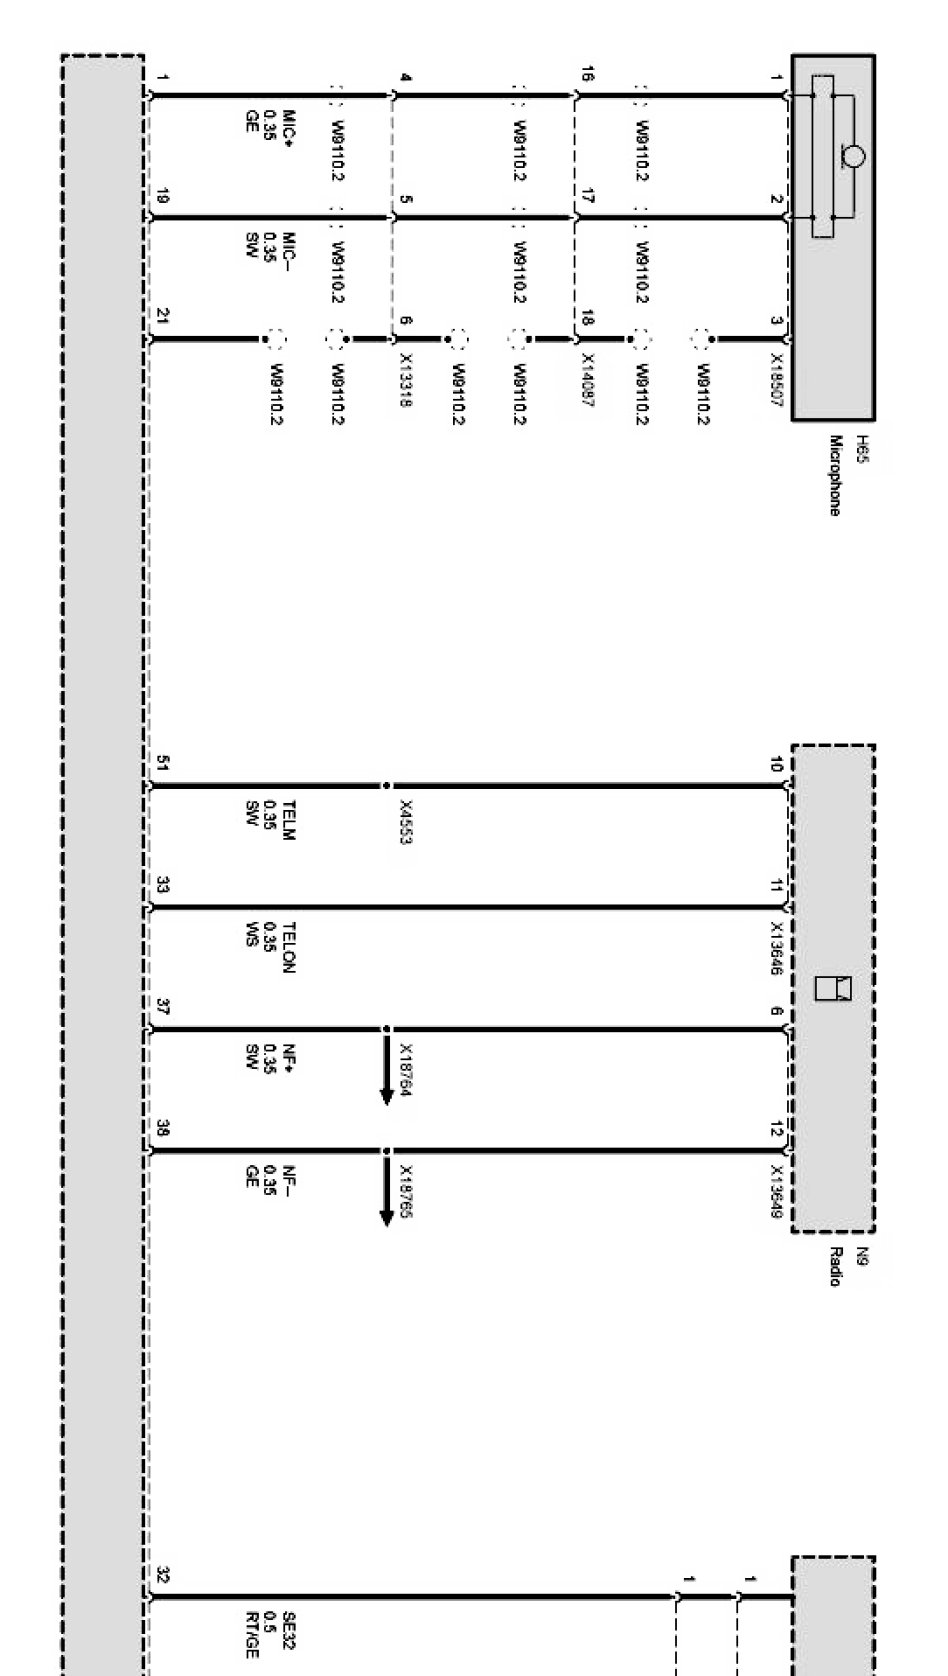 H65
Microphone
N9
Radio
1
2
3
X18507
10
11
X13646
6
12
X13649
1
W9110.2
1
W9110.2
W9110.2
W9110.2
16
17
18
X14087
W9110.2
W9110.2
W9110.2
W9110.2
4
5
6
X13318
X4553
X18764
X18765
W9110.2
W9110.2
W9110.2
W9110.2
MIC+
0.35
GE
MIC–
0.35
SW
TELM
0.35
SW
TELON
0.35
WS
NF+
0.35
SW
NF–
0.35
GE
SE32
0.5
RT/GE
1
19
21
51
33
37
38
32